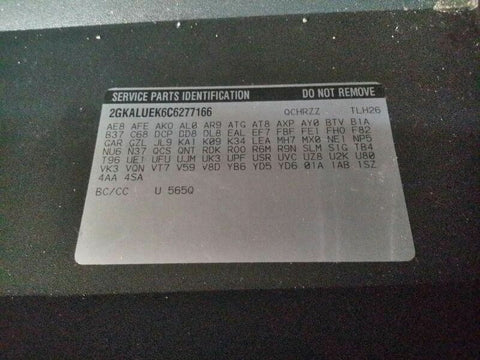 SERVICE PARTS IDENTIFICATION DO NOT REMOVE
2GKALUEK6C6277166 QCHRZZ TLH26
AE8 AFE AKO AL0 AR9 ATG AT8 AXP AY0 BTV B1A
B37 C68 DCP DD8 DL8 EAL EF7 FBF FE1 FHO FB2
GAR GZL JL9 KA1 K09 K34 LEA MH7 MX0 NE1 NP5
NU6 N37 QCS QNT RDK R00 R6M R9N SLM S1G TB4
T96 UE1 UFU UJM UK3 UPF USR UVC UZ8 U2K U80
VK3 VQN VT7 V59 V8D YB6 YD5 YD6 01A 1AB 1SZ
4AA 4SA
BC/CC U 565Q